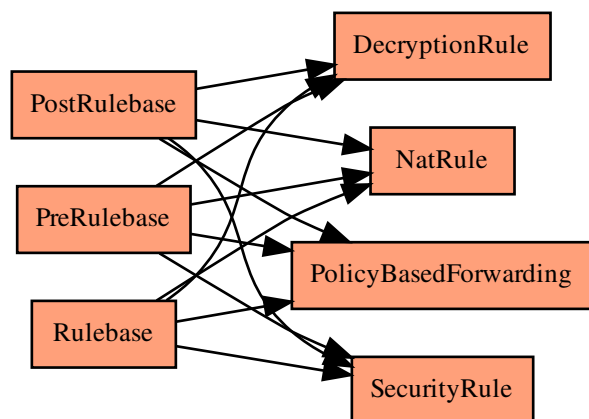 DecryptionRule
PostRulebase
NatRule
PreRulebase
PolicyBasedForwarding
Rulebase
SecurityRule